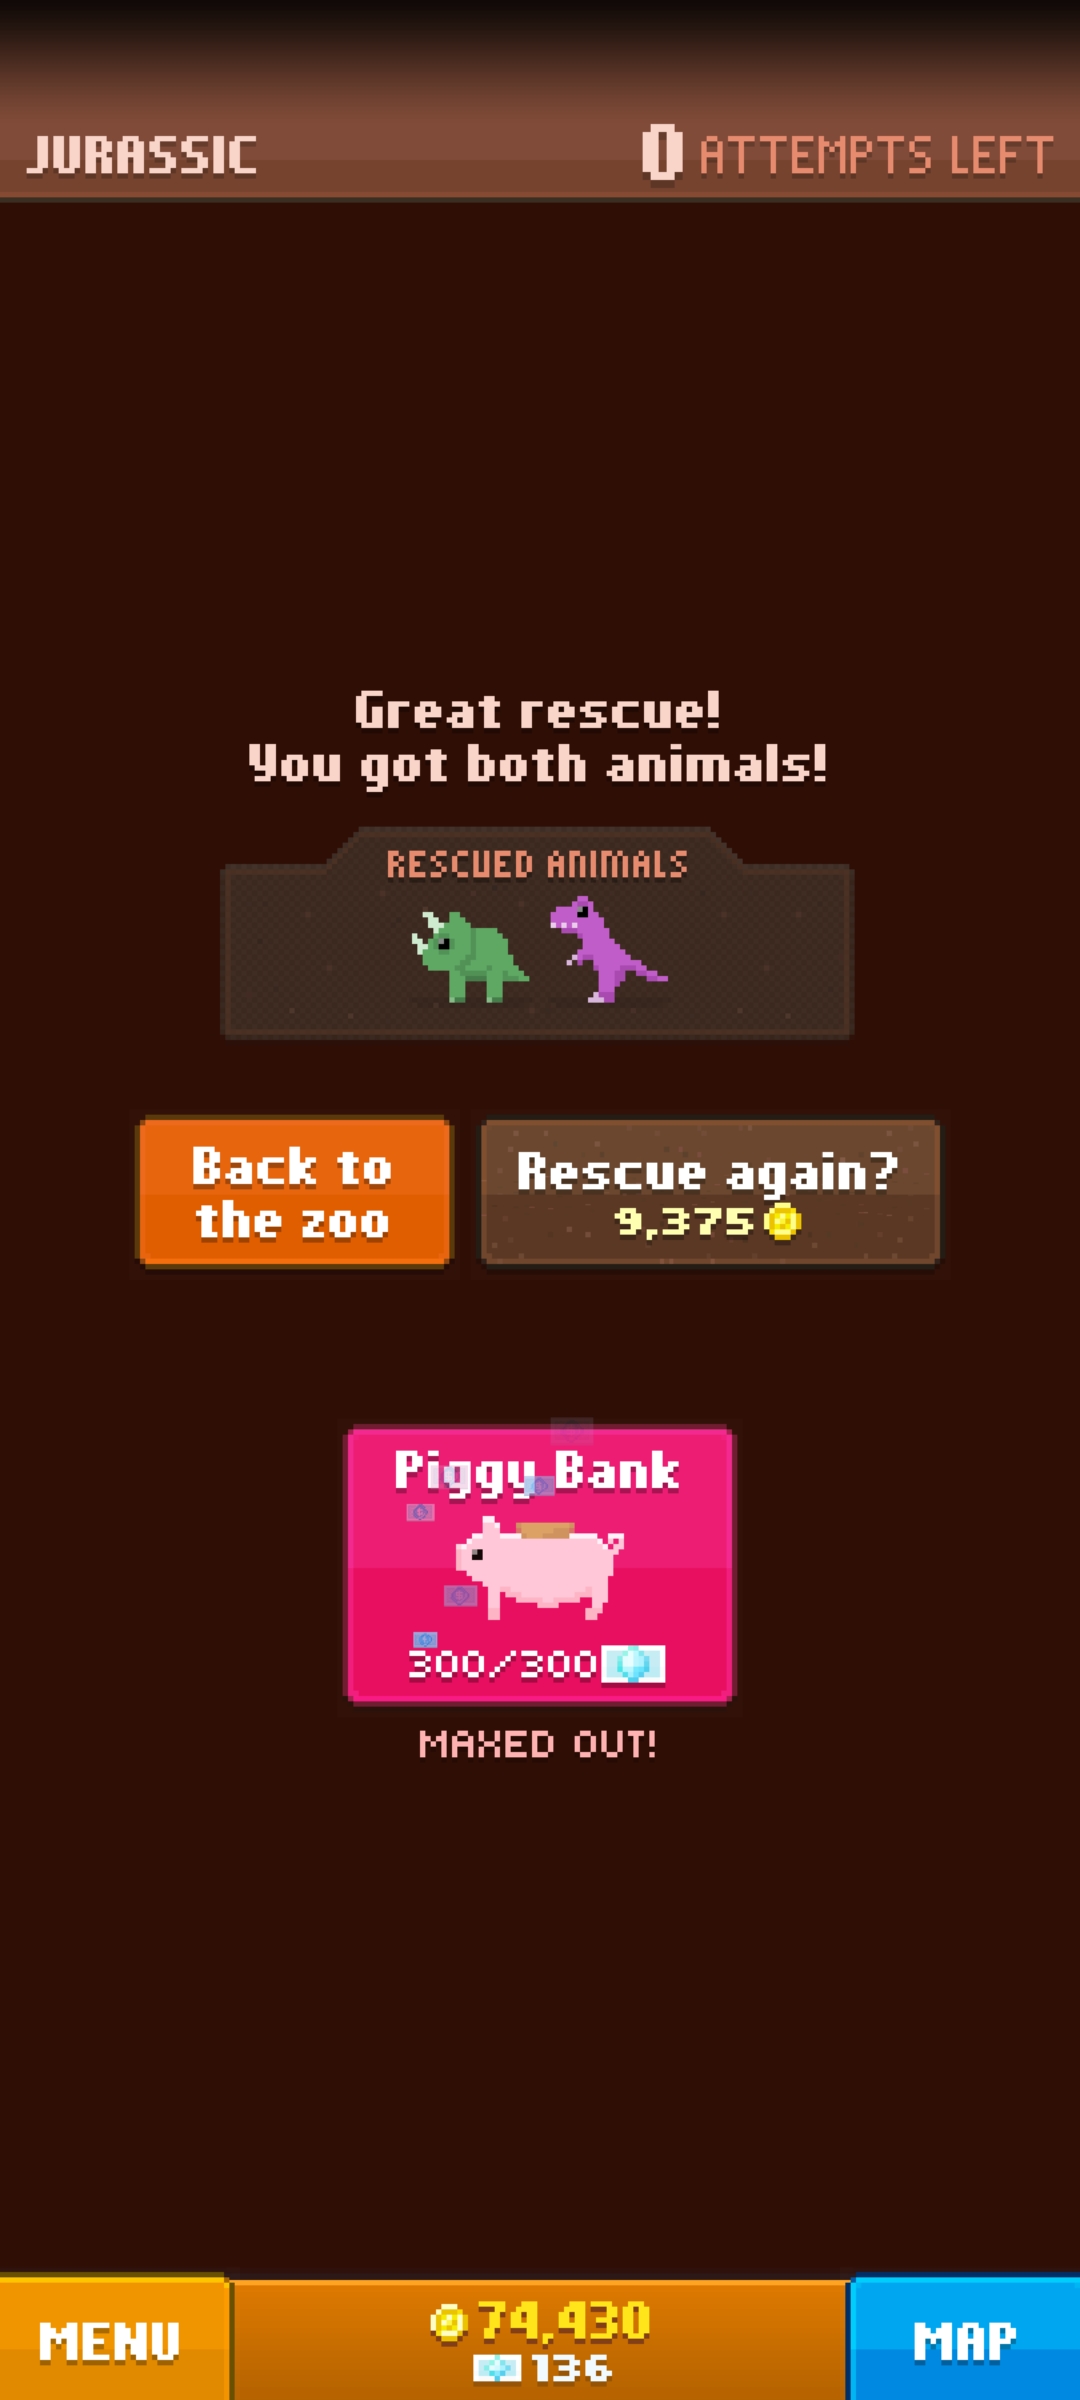 JURASSIC
0 ATTEMPTS LEFT
Great rescue!
You got both animals!
RESCUED ANIMALS
Back to
the zoo
Rescue again?
9,375
Piggy Bank
300/300
MAXED OUT!
MENU
74,430
136
MAP